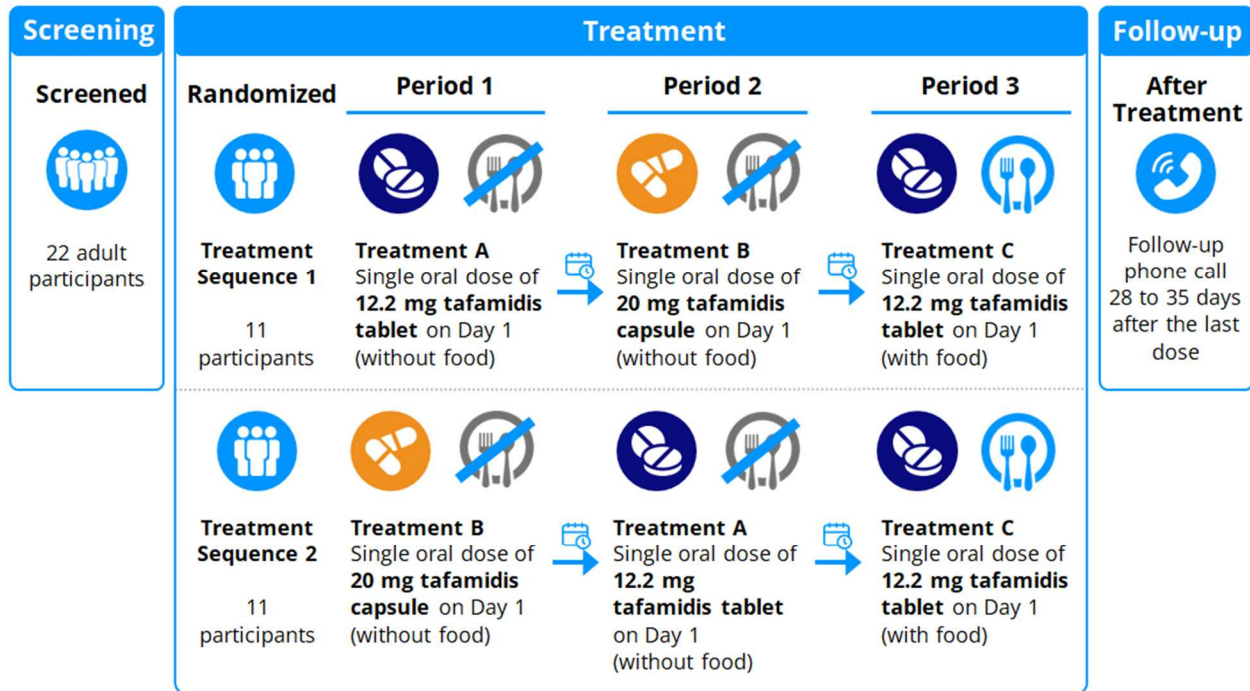 Screening
Treatment
Follow-up
Screened
22 adult
participants
Randomized
Period 1
Period 2
Period 3
Treatment
Sequence 1
11
participants
Treatment A
Single oral dose of
12.2 mg tafamidis
tablet on Day 1
(without food)
Treatment B
Single oral dose of
20 mg tafamidis
capsule on Day 1
(without food)
Treatment C
Single oral dose of
12.2 mg tafamidis
tablet on Day 1
(with food)
Treatment
Sequence 2
11
participants
Treatment B
Single oral dose of
20 mg tafamidis
capsule on Day 1
(without food)
Treatment A
Single oral dose of
12.2 mg
tafamidis tablet
on Day 1
(without food)
Treatment C
Single oral dose of
12.2 mg tafamidis
tablet on Day 1
(with food)
After
Treatment
Follow-up
phone call
28 to 35 days
after the last
dose